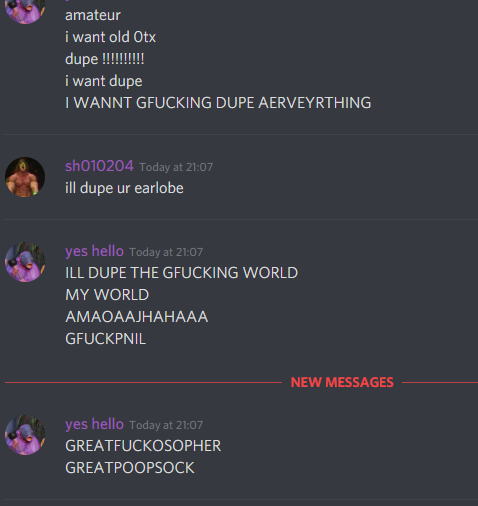 amateur
i want old 0tx
dupe !!!!!!!!!!
i want dupe
I WANNT GFUCKING DUPE AERVEYRTHING
sh010204 Today at 21:07
ill dupe ur earlobe
yes hello Today at 21:07
ILL DUPE THE GFUCKING WORLD
MY WORLD
AMAOAAJHAHAAA
GFUCKPNIL
NEW MESSAGES
yes hello Today at 21:07
GREATFUCKOSOPHER
GREATPOOPSOCK